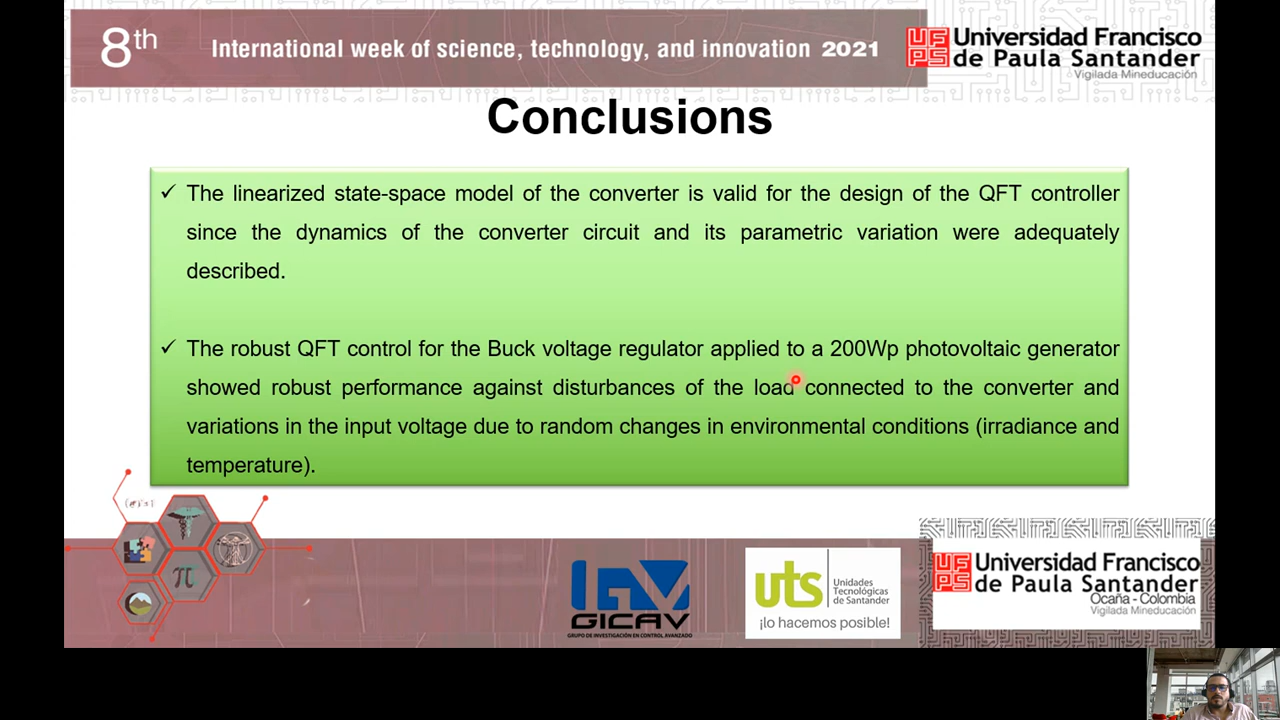 8th International week of science, technology, and innovation 2021
UFPS Universidad Francisco
de Paula Santander
Vigilada Mineducación
Conclusions
✓ The linearized state-space model of the converter is valid for the design of the QFT controller
since the dynamics of the converter circuit and its parametric variation were adequately
described.
✓ The robust QFT control for the Buck voltage regulator applied to a 200Wp photovoltaic generator
showed robust performance against disturbances of the load connected to the converter and
variations in the input voltage due to random changes in environmental conditions (irradiance and
temperature).
π
GICAV
GRUPO DE INVESTIGACIÓN EN CONTROL AVANZADO
uts
Unidades
Tecnológicas
de Santander
¡lo hacemos posible!
UFPS Universidad Francisco
de Paula Santander
Ocaña - Colombia
Vigilada Mineducación